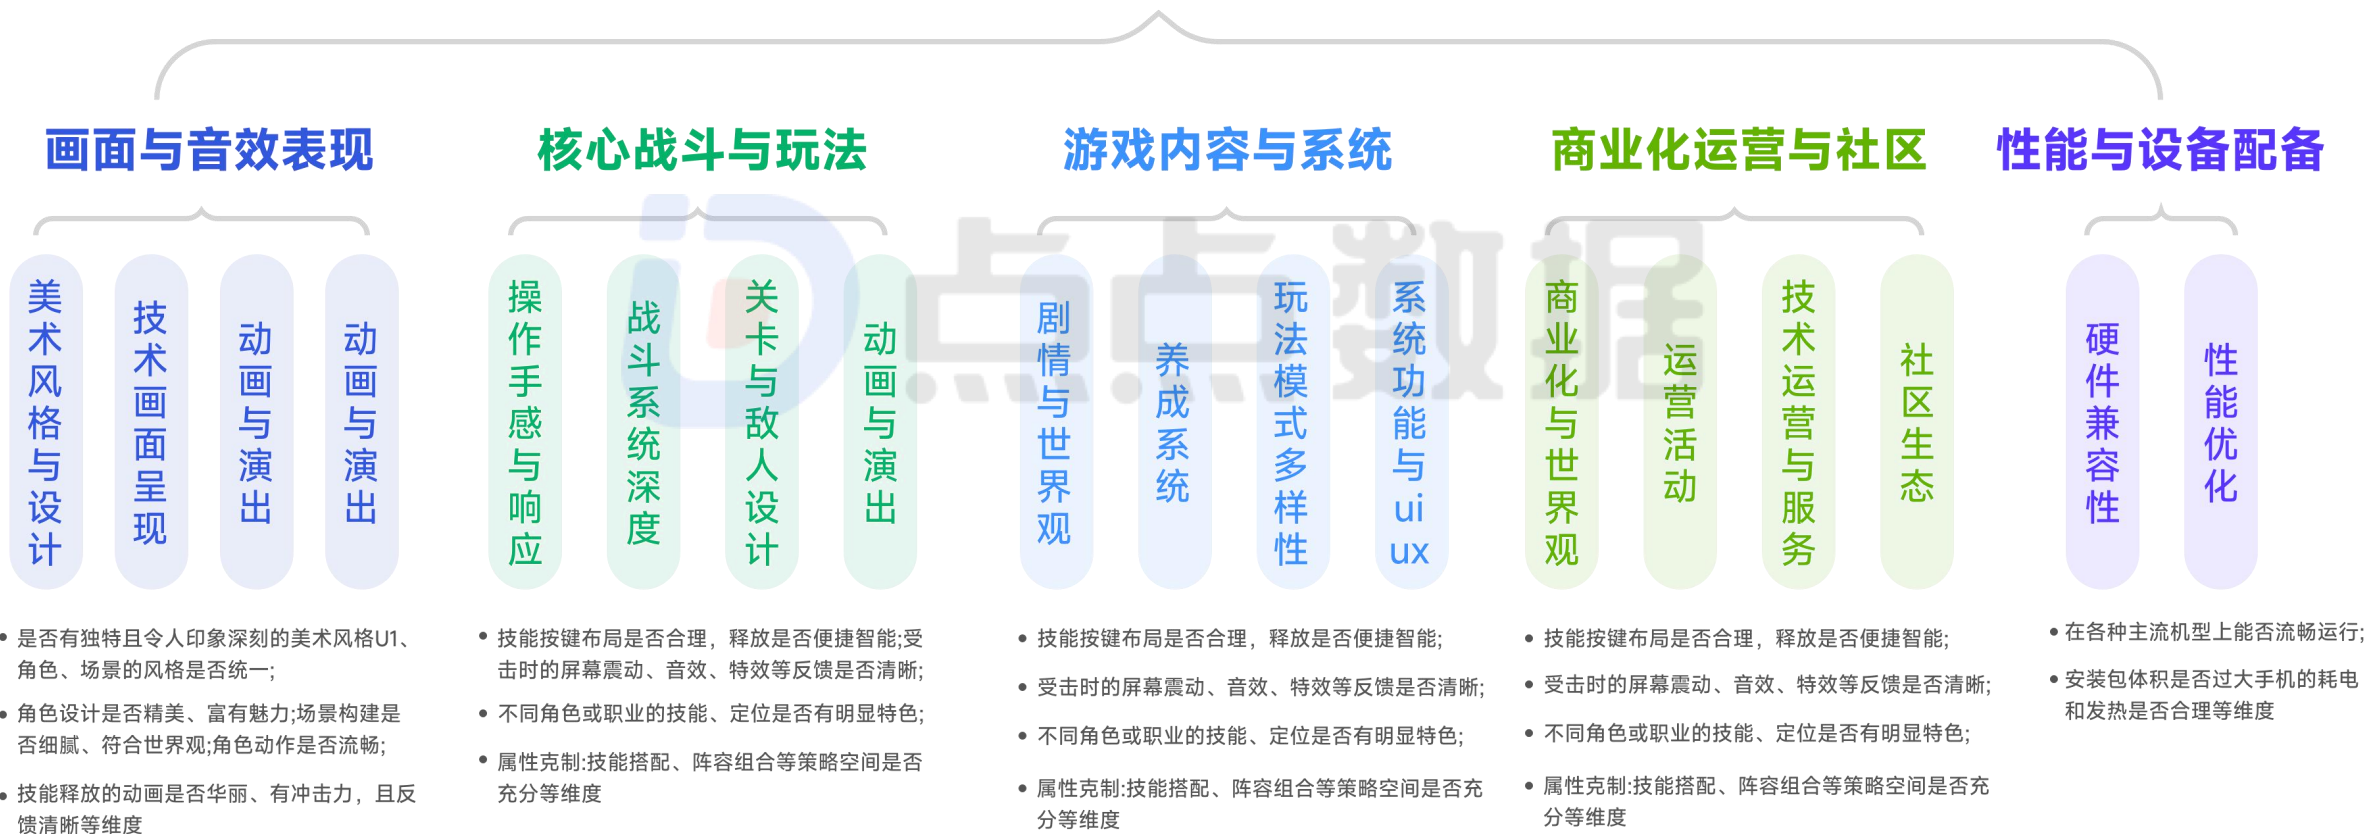 画面与音效表现
美术风格与设计
技术画面呈现
动画与演出
动画与演出
是否有独特且令人印象深刻的美术风格U1、
角色、场景的风格是否统一;
角色设计是否精美、富有魅力;场景构建是
否细腻、符合世界观;角色动作是否流畅;
技能释放的动画是否华丽、有冲击力，且反
馈清晰等维度
核心战斗与玩法
操作手感与响应
战斗系统深度
关卡与敌人设计
动画与演出
技能按键布局是否合理，释放是否便捷智能;受
击时的屏幕震动、音效、特效等反馈是否清晰;
不同角色或职业的技能、定位是否有明显特色;
属性克制:技能搭配、阵容组合等策略空间是否
充分等维度
游戏内容与系统
剧情与世界观
养成系统
玩法模式多样性
系统功能与ui ux
技能按键布局是否合理，释放是否便捷智能;
受击时的屏幕震动、音效、特效等反馈是否清晰;
不同角色或职业的技能、定位是否有明显特色;
属性克制:技能搭配、阵容组合等策略空间是否充
分等维度
商业化运营与社区
商业化与世界观
运营活动
技术运营与服务
社区生态
技能按键布局是否合理，释放是否便捷智能;
受击时的屏幕震动、音效、特效等反馈是否清晰;
不同角色或职业的技能、定位是否有明显特色;
属性克制:技能搭配、阵容组合等策略空间是否充
分等维度
性能与设备配备
硬件兼容性
性能优化
在各种主流机型上能否流畅运行;
安装包体积是否过大手机的耗电
和发热是否合理等维度
点点数据